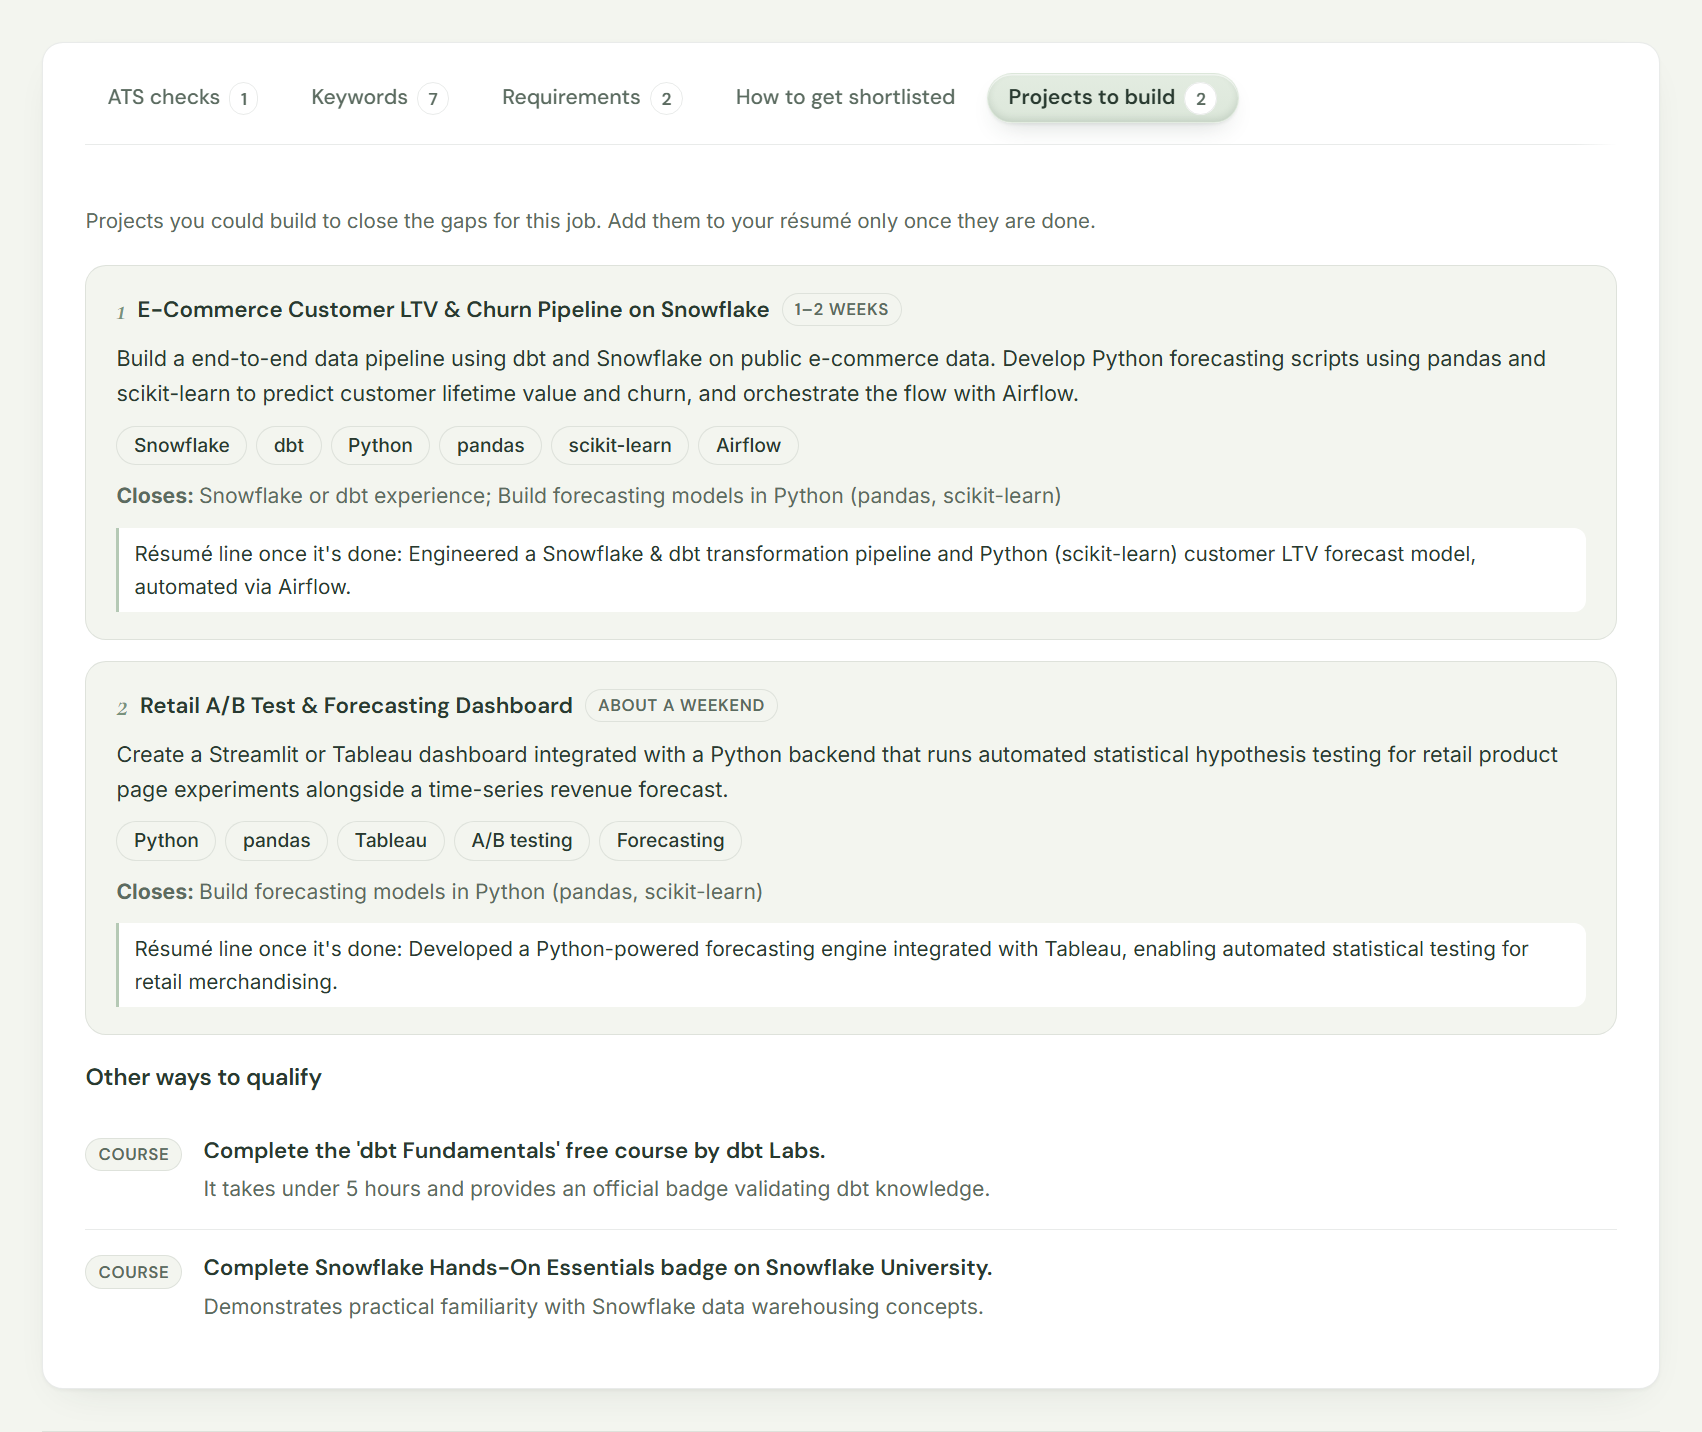 ATS checks 1 Keywords 7 Requirements 2 How to get shortlisted Projects to build 2
Projects you could build to close the gaps for this job. Add them to your résumé only once they are done.
1 E-Commerce Customer LTV & Churn Pipeline on Snowflake 1–2 WEEKS
Build a end-to-end data pipeline using dbt and Snowflake on public e-commerce data. Develop Python forecasting scripts using pandas and
scikit-learn to predict customer lifetime value and churn, and orchestrate the flow with Airflow.
Snowflake dbt Python pandas scikit-learn Airflow
Closes: Snowflake or dbt experience; Build forecasting models in Python (pandas, scikit-learn)
Résumé line once it's done: Engineered a Snowflake & dbt transformation pipeline and Python (scikit-learn) customer LTV forecast model,
automated via Airflow.
2 Retail A/B Test & Forecasting Dashboard ABOUT A WEEKEND
Create a Streamlit or Tableau dashboard integrated with a Python backend that runs automated statistical hypothesis testing for retail product
page experiments alongside a time-series revenue forecast.
Python pandas Tableau A/B testing Forecasting
Closes: Build forecasting models in Python (pandas, scikit-learn)
Résumé line once it's done: Developed a Python-powered forecasting engine integrated with Tableau, enabling automated statistical testing for
retail merchandising.
Other ways to qualify
COURSE Complete the 'dbt Fundamentals' free course by dbt Labs.
It takes under 5 hours and provides an official badge validating dbt knowledge.
COURSE Complete Snowflake Hands-On Essentials badge on Snowflake University.
Demonstrates practical familiarity with Snowflake data warehousing concepts.